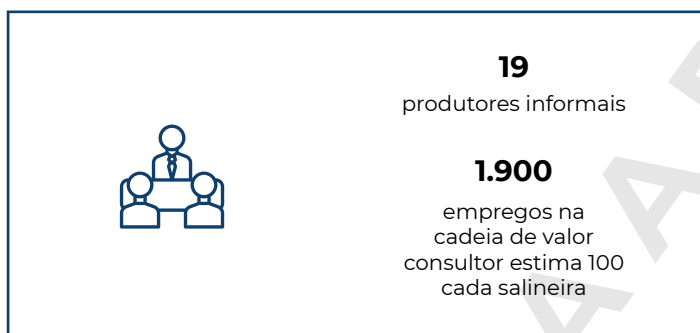 19
produtores informais
1.900
empregos na
cadeia de valor
consultor estima 100
cada salineira